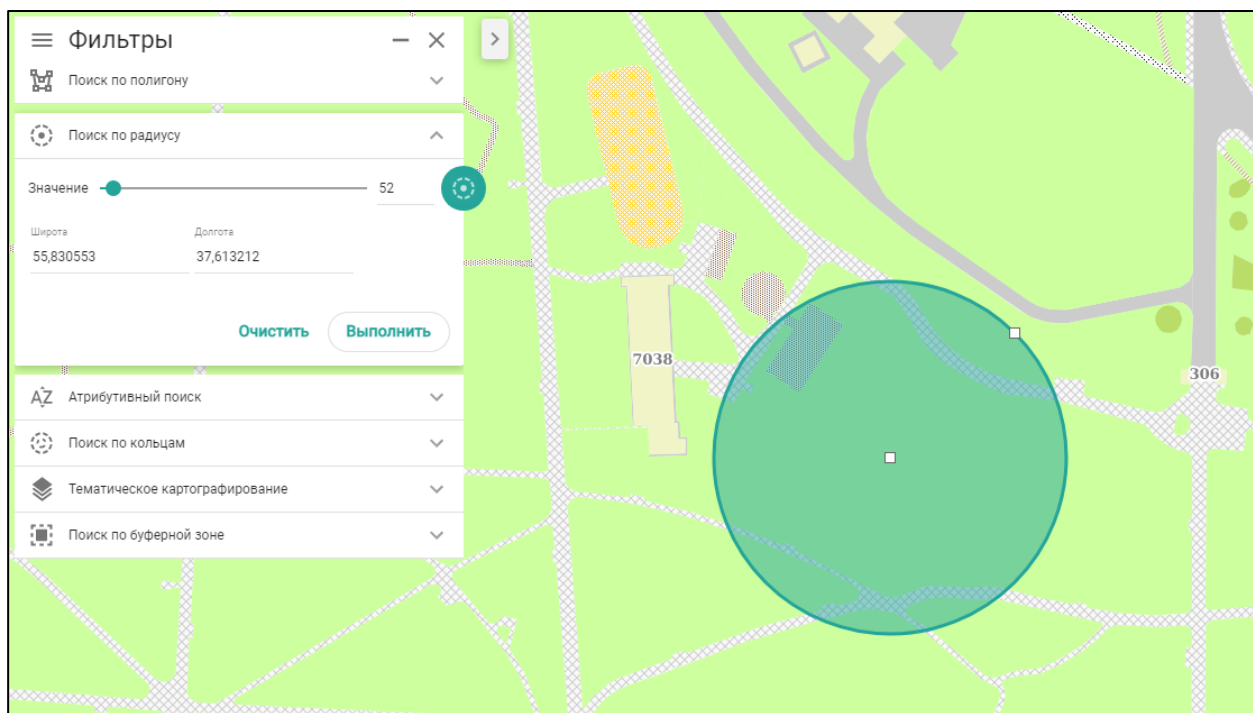 Фильтры
Поиск по полигону
Поиск по радиусу
Значение 52
Широта Долгота
55,830553 37,613212
Очистить Выполнить
AZ Атрибутивный поиск
Поиск по кольцам
Тематическое картографирование
Поиск по буферной зоне
7038
306